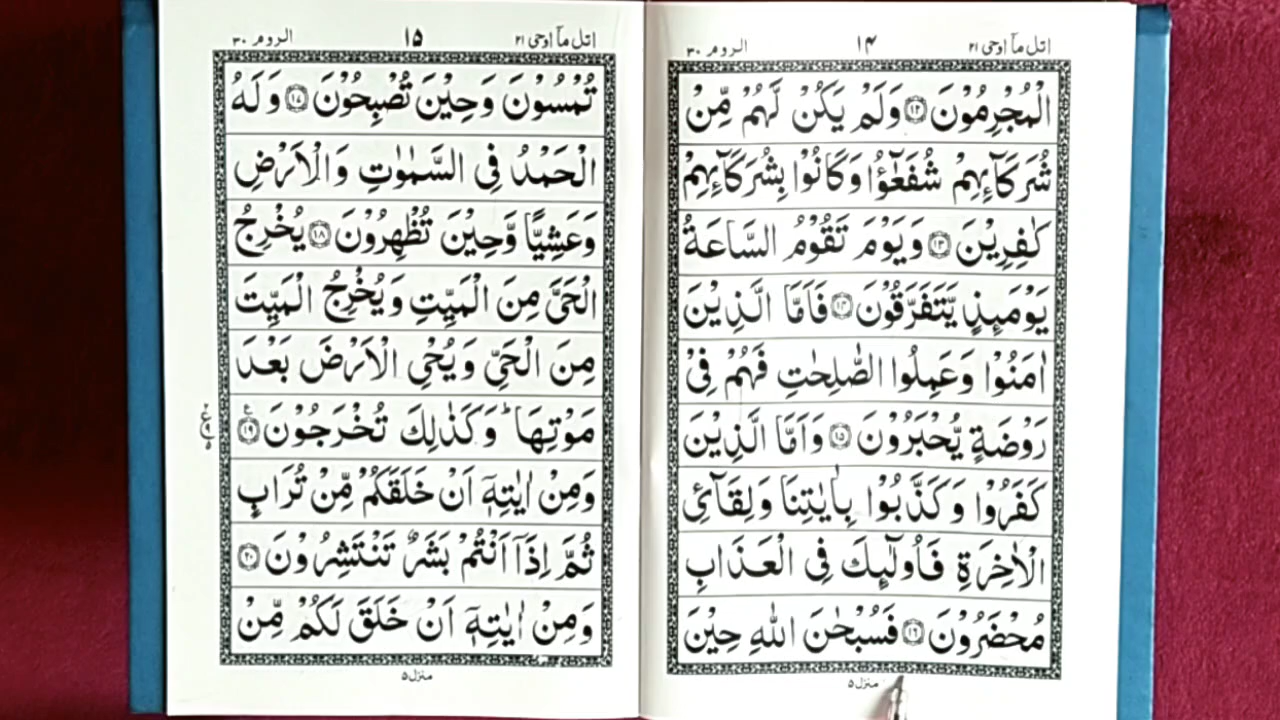 اتل مآ اوحی ۲۱ ۱۴ الروم ۳۰
الْمُجْرِمُوْنَ ۝۱۲ وَلَمْ يَكُنْ لَّهُمْ مِّنْ
شُرَكَآئِهِمْ شُفَعٰٓؤُا وَكَانُوْا بِشُرَكَآئِهِمْ
كٰفِرِيْنَ ۝۱۳ وَيَوْمَ تَقُوْمُ السَّاعَةُ
يَوْمَئِذٍ يَّتَفَرَّقُوْنَ ۝۱۴ فَاَمَّا الَّذِيْنَ
اٰمَنُوْا وَعَمِلُوا الصّٰلِحٰتِ فَهُمْ فِيْ
رَوْضَةٍ يُّحْبَرُوْنَ ۝۱۵ وَاَمَّا الَّذِيْنَ
كَفَرُوْا وَكَذَّبُوْا بِاٰيٰتِنَا وَلِقَآئِ
الْاٰخِرَةِ فَاُولٰٓئِكَ فِي الْعَذَابِ
مُحْضَرُوْنَ ۝۱۶ فَسُبْحٰنَ اللّٰهِ حِيْنَ
منزل ۵
اتل مآ اوحی ۲۱ ۱۵ الروم ۳۰
تُمْسُوْنَ وَحِيْنَ تُصْبِحُوْنَ ۝۱۷ وَلَهُ
الْحَمْدُ فِي السَّمٰوٰتِ وَالْاَرْضِ
وَعَشِيًّا وَّحِيْنَ تُظْهِرُوْنَ ۝۱۸ يُخْرِجُ
الْحَيَّ مِنَ الْمَيِّتِ وَيُخْرِجُ الْمَيِّتَ
مِنَ الْحَيِّ وَيُحْيِ الْاَرْضَ بَعْدَ
مَوْتِهَا ؕ وَكَذٰلِكَ تُخْرَجُوْنَ ۝۱۹
وَمِنْ اٰيٰتِهٖٓ اَنْ خَلَقَكُمْ مِّنْ تُرَابٍ
ثُمَّ اِذَآ اَنْتُمْ بَشَرٌ تَنْتَشِرُوْنَ ۝۲۰
وَمِنْ اٰيٰتِهٖٓ اَنْ خَلَقَ لَكُمْ مِّنْ
منزل ۵